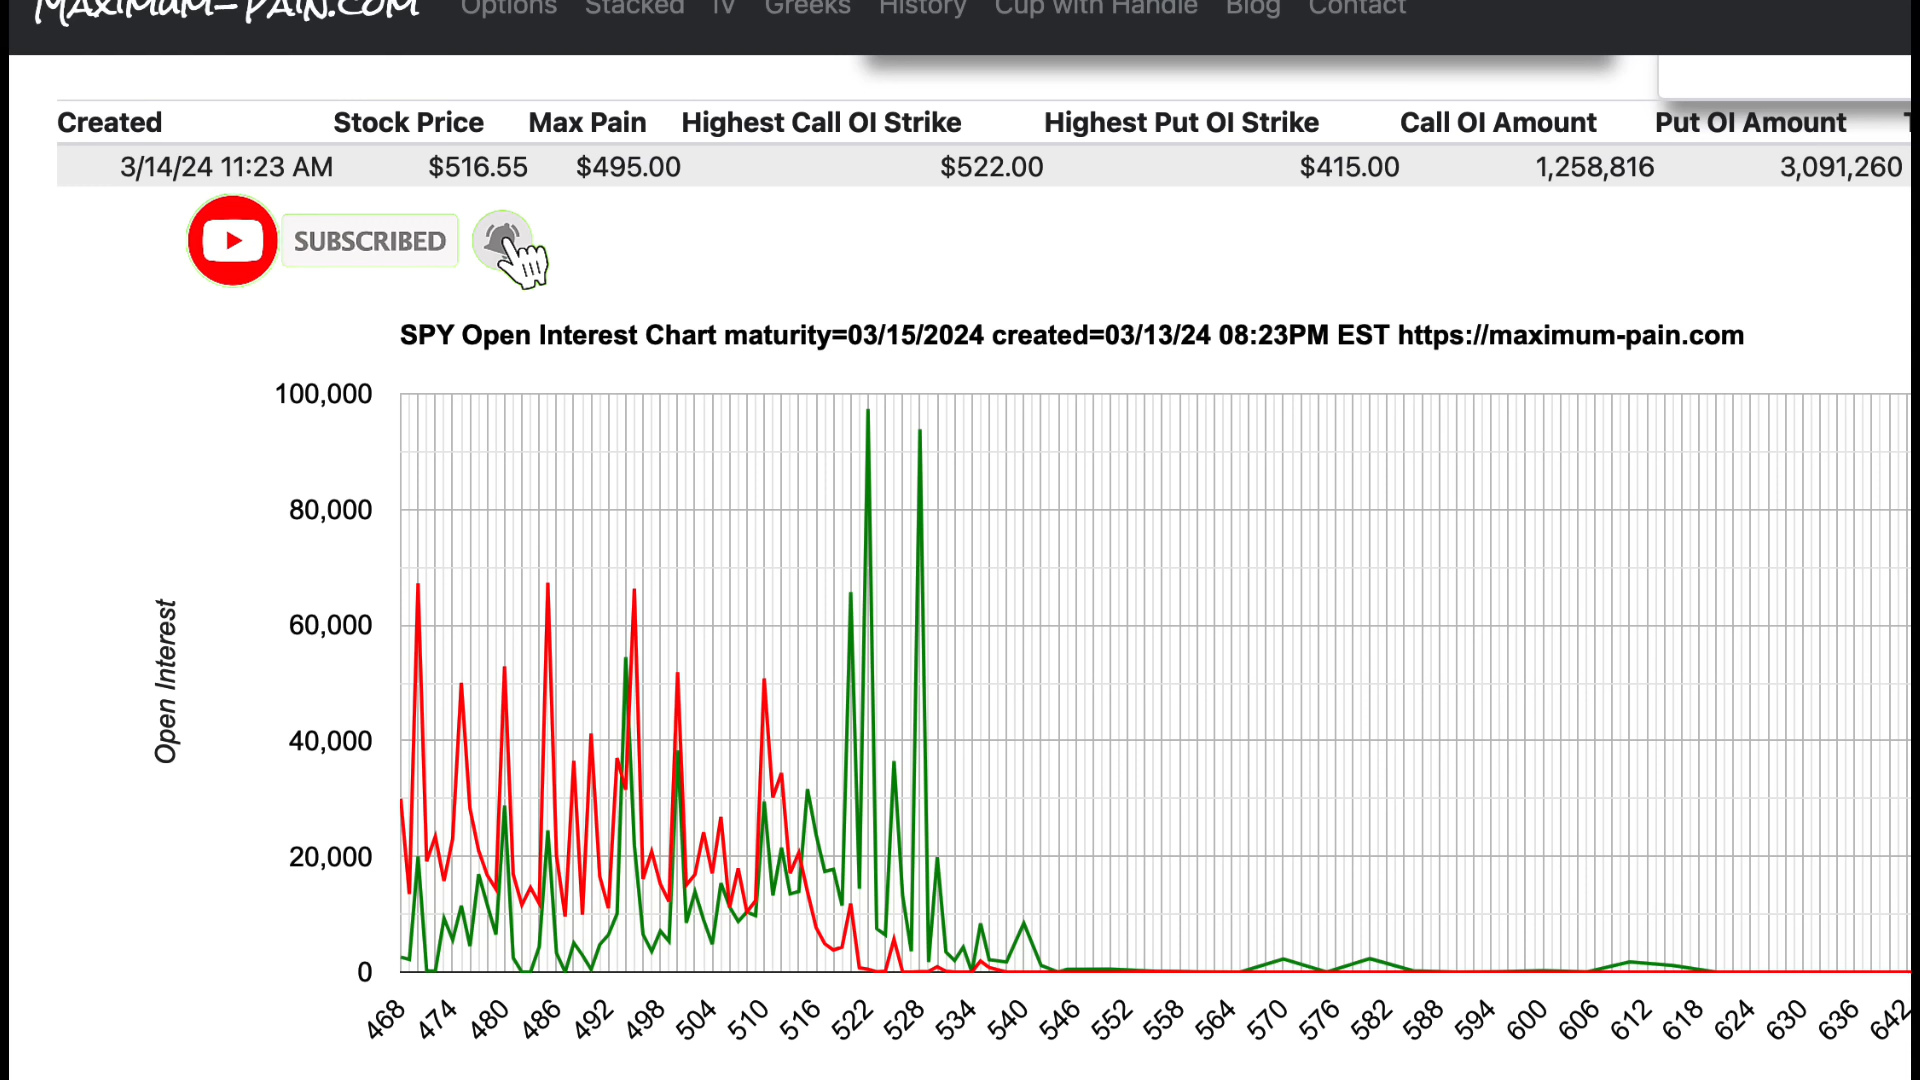 MAXIMUM-PAIN.COM Options Stacked IV Greeks History Cup with Handle Blog Contact
Created Stock Price Max Pain Highest Call OI Strike Highest Put OI Strike Call OI Amount Put OI Amount
3/14/24 11:23 AM $516.55 $495.00 $522.00 $415.00 1,258,816 3,091,260
SUBSCRIBED
SPY Open Interest Chart maturity=03/15/2024 created=03/13/24 08:23PM EST https://maximum-pain.com
100,000
80,000
60,000
40,000
20,000
0
Open Interest
468 474 480 486 492 498 504 510 516 522 528 534 540 546 552 558 564 570 576 582 588 594 600 606 612 618 624 630 636 642